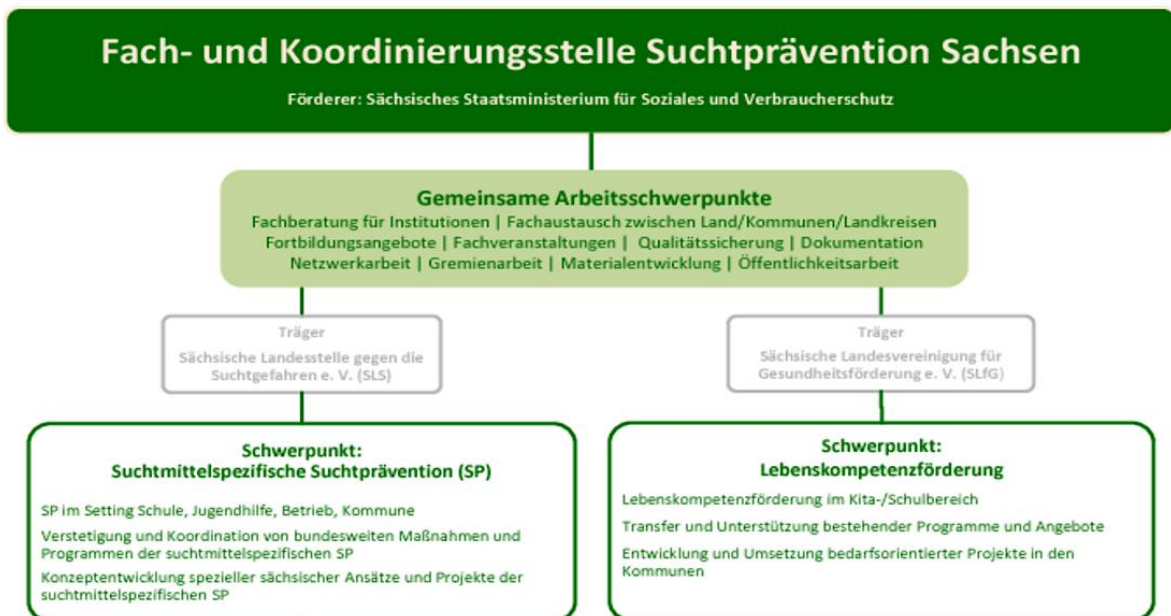 Fach- und Koordinierungsstelle Suchtprävention Sachsen
Förderer: Sächsisches Staatsministerium für Soziales und Verbraucherschutz
Gemeinsame Arbeitsschwerpunkte
Fachberatung für Institutionen | Fachaustausch zwischen Land/Kommunen/Landkreisen
Fortbildungsangebote | Fachveranstaltungen | Qualitätssicherung | Dokumentation
Netzwerkarbeit | Gremienarbeit | Materialentwicklung | Öffentlichkeitsarbeit
Träger
Sächsische Landesstelle gegen die
Suchtgefahren e. V. (SLS)
Träger
Sächsische Landesvereinigung für
Gesundheitsförderung e. V. (SLfG)
Schwerpunkt:
Suchtmittelspezifische Suchtprävention (SP)
SP im Setting Schule, Jugendhilfe, Betrieb, Kommune
Verstetigung und Koordination von bundesweiten Maßnahmen und
Programmen der suchtmittelspezifischen SP
Konzeptentwicklung spezieller sächsischer Ansätze und Projekte der
suchtmittelspezifischen SP
Schwerpunkt:
Lebenskompetenzförderung
Lebenskompetenzförderung im Kita-/Schulbereich
Transfer und Unterstützung bestehender Programme und Angebote
Entwicklung und Umsetzung bedarfsorientierter Projekte in den
Kommunen